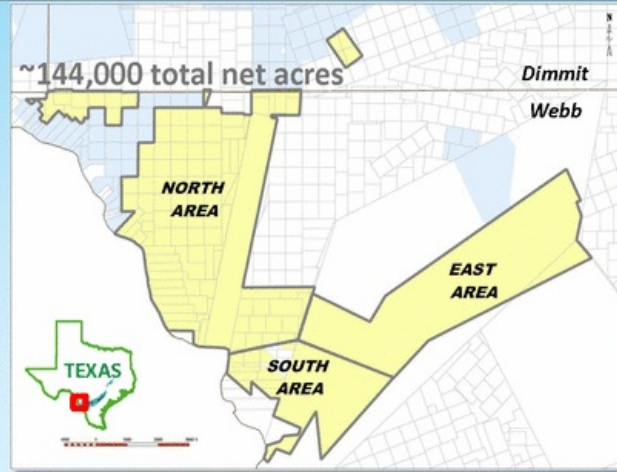 ~144,000 total net acres
Dimmit
Webb
NORTH
AREA
EAST
AREA
SOUTH
AREA
TEXAS
N